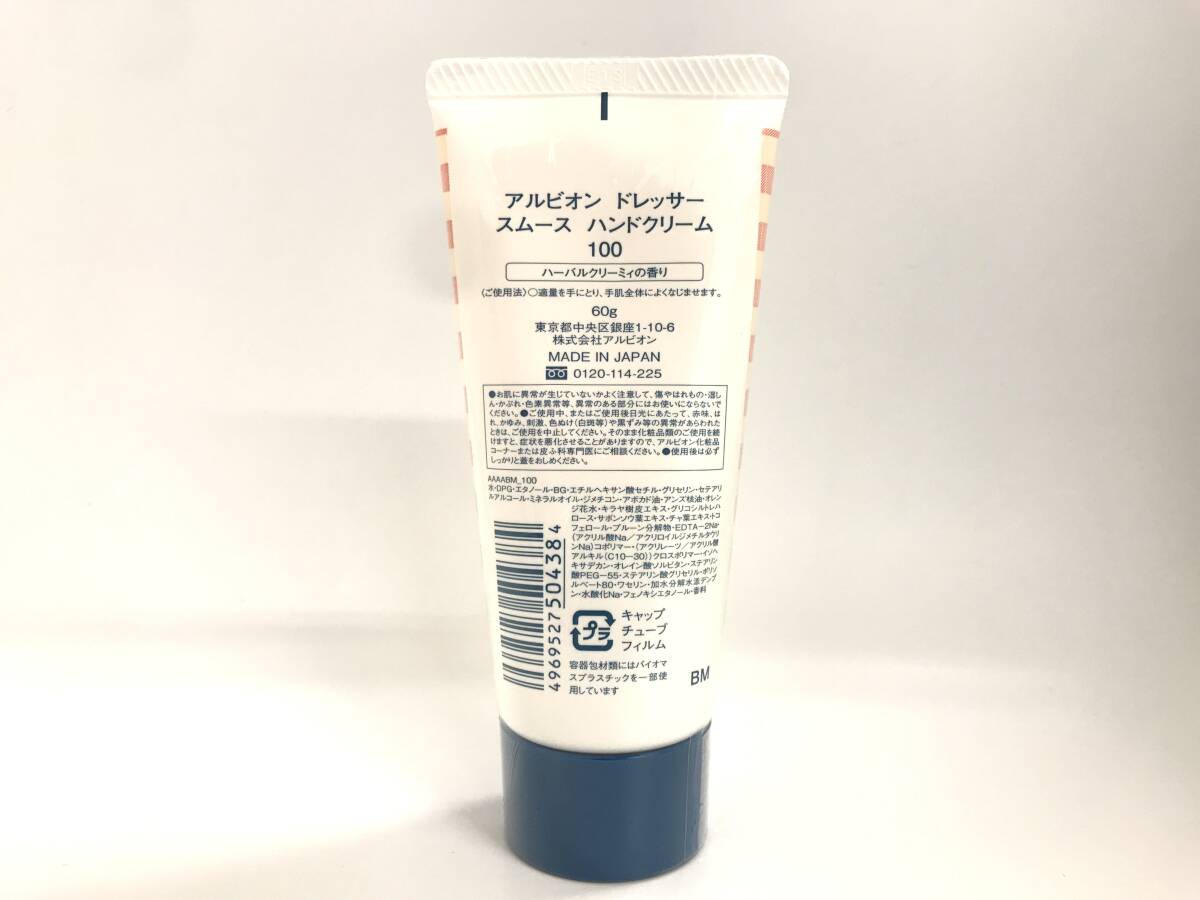 アルビオン ドレッサー
スムース ハンドクリーム
100
ハーバルクリーミィの香り
〈ご使用法〉○適量を手にとり、手肌全体によくなじませます。
60g
東京都中央区銀座1-10-6
株式会社アルビオン
MADE IN JAPAN
0120-114-225
●お肌に異常が生じていないかよく注意して、傷やはれもの・湿し
ん・かぶれ・色素異常等、異常のある部分にはお使いにならないで
ください。●ご使用中、またはご使用後日光にあたって、赤味、は
れ、かゆみ、刺激、色ぬけ(白斑等)や黒ずみ等の異常があらわれた
ときは、ご使用を中止してください。そのまま化粧品類のご使用を続
けますと、症状を悪化させることがありますので、アルビオン化粧品
コーナーまたは皮ふ科専門医にご相談ください。●使用後は必ず
しっかりと蓋をおしめください。
AAAABM_100
水・DPG・エタノール・BG・エチルヘキサン酸セチル・グリセリン・セテアリ
ルアルコール・ミネラルオイル・ジメチコン・アボカド油・アンズ核油・オレン
ジ花水・キラヤ樹皮エキス・グリコシルトレハ
ロース・サボンソウ葉エキス・チャ葉エキス・トコ
フェロール・プルーン分解物・EDTA-2Na・
(アクリル酸Na/アクリロイルジメチルタウリ
ンNa)コポリマー・(アクリレーツ/アクリル酸
アルキル(C10-30))クロスポリマー・イソヘ
キサデカン・オレイン酸ソルビタン・ステアリン
酸PEG-55・ステアリン酸グリセリル・ポリソ
ルベート80・ワセリン・加水分解水添デンプ
ン・水酸化Na・フェノキシエタノール・香料
4969527504384
プラ
キャップ
チューブ
フィルム
容器包材類にはバイオマ
スプラスチックを一部使
用しています
BM